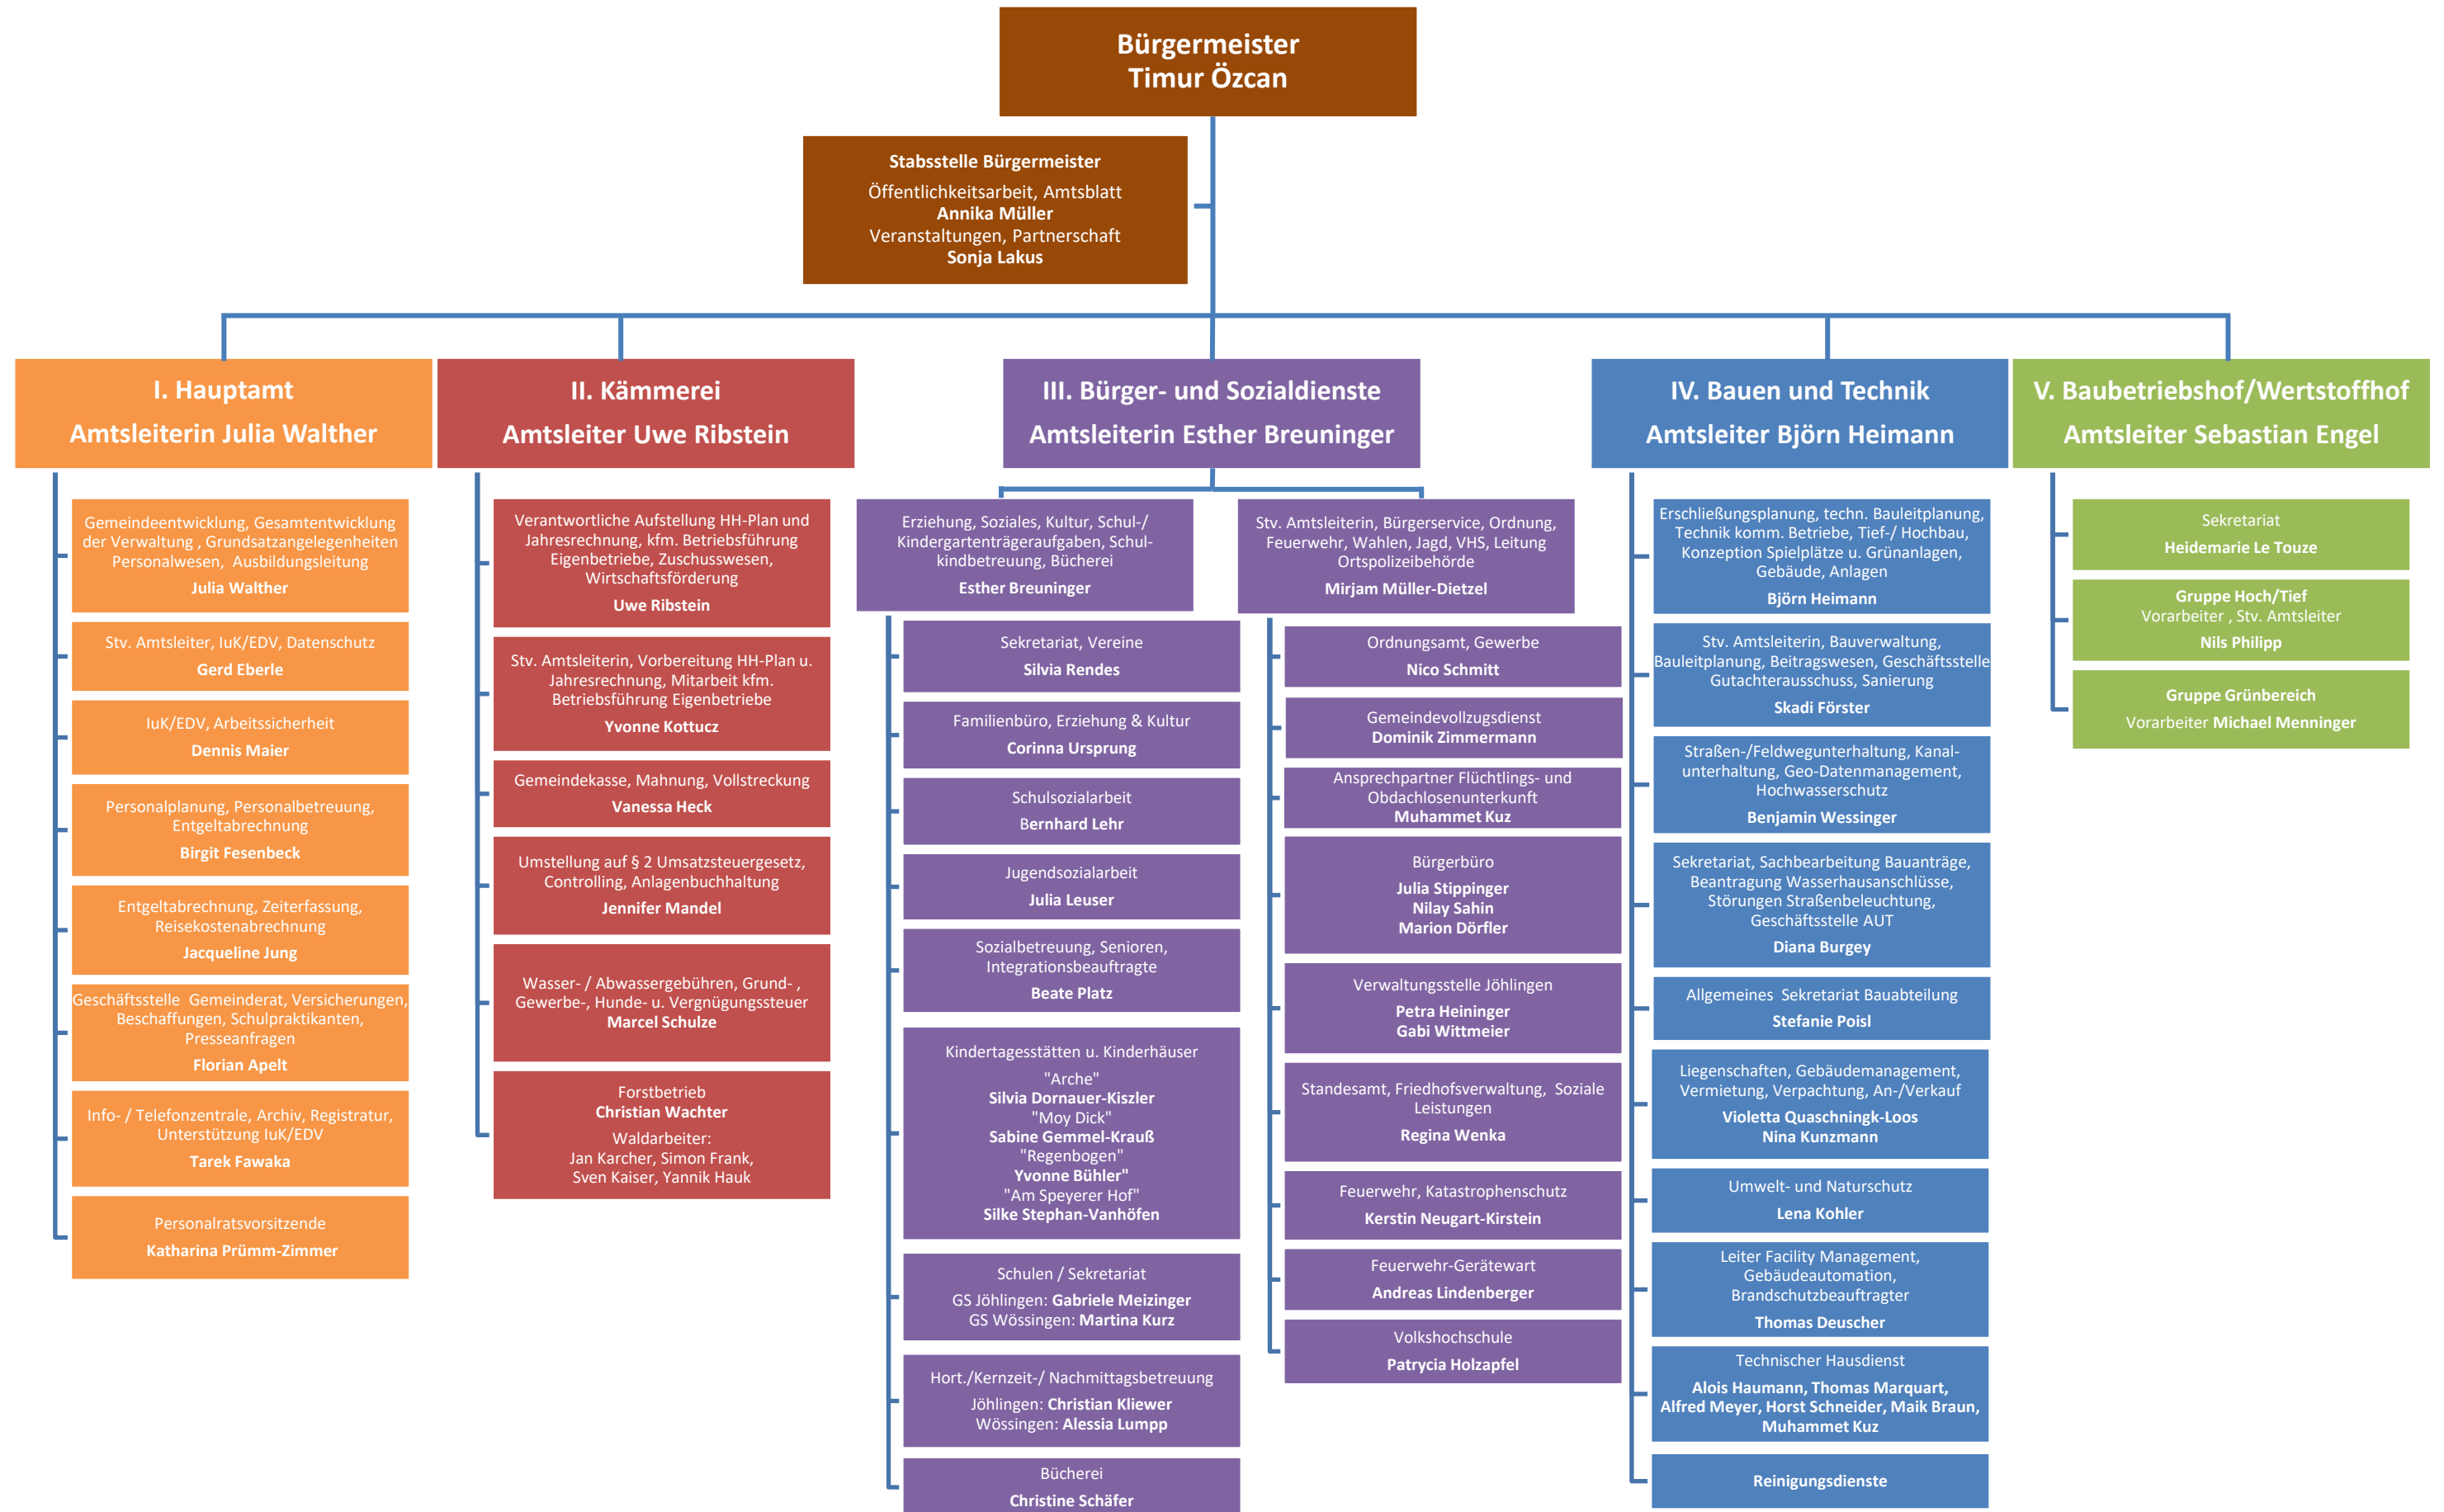 Bürgermeister
Timur Özcan
Stabsstelle Bürgermeister
Öffentlichkeitsarbeit, Amtsblatt
Annika Müller
Veranstaltungen, Partnerschaft
Sonja Lakus
I. Hauptamt
Amtsleiterin Julia Walther
Gemeindeentwicklung, Gesamtentwicklung
der Verwaltung , Grundsatzangelegenheiten
Personalwesen, Ausbildungsleitung
Julia Walther
Stv. Amtsleiter, IuK/EDV, Datenschutz
Gerd Eberle
IuK/EDV, Arbeitssicherheit
Dennis Maier
Personalplanung, Personalbetreuung,
Entgeltabrechnung
Birgit Fesenbeck
Entgeltabrechnung, Zeiterfassung,
Reisekostenabrechnung
Jacqueline Jung
Geschäftsstelle Gemeinderat, Versicherungen,
Beschaffungen, Schulpraktikanten,
Presseanfragen
Florian Apelt
Info- / Telefonzentrale, Archiv, Registratur,
Unterstützung IuK/EDV
Tarek Fawaka
Personalratsvorsitzende
Katharina Prümm-Zimmer
II. Kämmerei
Amtsleiter Uwe Ribstein
Verantwortliche Aufstellung HH-Plan und
Jahresrechnung, kfm. Betriebsführung
Eigenbetriebe, Zuschusswesen,
Wirtschaftsförderung
Uwe Ribstein
Stv. Amtsleiterin, Vorbereitung HH-Plan u.
Jahresrechnung, Mitarbeit kfm.
Betriebsführung Eigenbetriebe
Yvonne Kottucz
Gemeindekasse, Mahnung, Vollstreckung
Vanessa Heck
Umstellung auf § 2 Umsatzsteuergesetz,
Controlling, Anlagenbuchhaltung
Jennifer Mandel
Wasser- / Abwassergebühren, Grund- ,
Gewerbe-, Hunde- u. Vergnügungssteuer
Marcel Schulze
Forstbetrieb
Christian Wachter
Waldarbeiter:
Jan Karcher, Simon Frank,
Sven Kaiser, Yannik Hauk
III. Bürger- und Sozialdienste
Amtsleiterin Esther Breuninger
Erziehung, Soziales, Kultur, Schul-/
Kindergartenträgeraufgaben, Schul-
kindbetreuung, Bücherei
Esther Breuninger
Sekretariat, Vereine
Silvia Rendes
Familienbüro, Erziehung & Kultur
Corinna Ursprung
Schulsozialarbeit
Bernhard Lehr
Jugendsozialarbeit
Julia Leuser
Sozialbetreuung, Senioren,
Integrationsbeauftragte
Beate Platz
Kindertagesstätten u. Kinderhäuser
"Arche"
Silvia Dornauer-Kiszler
"Moy Dick"
Sabine Gemmel-Krauß
"Regenbogen"
Yvonne Bühler"
"Am Speyerer Hof"
Silke Stephan-Vanhöfen
Schulen / Sekretariat
GS Jöhlingen: Gabriele Meizinger
GS Wössingen: Martina Kurz
Hort./Kernzeit-/ Nachmittagsbetreuung
Jöhlingen: Christian Kliewer
Wössingen: Alessia Lumpp
Bücherei
Christine Schäfer
Stv. Amtsleiterin, Bürgerservice, Ordnung,
Feuerwehr, Wahlen, Jagd, VHS, Leitung
Ortspolizeibehörde
Mirjam Müller-Dietzel
Ordnungsamt, Gewerbe
Nico Schmitt
Gemeindevollzugsdienst
Dominik Zimmermann
Ansprechpartner Flüchtlings- und
Obdachlosenunterkunft
Muhammet Kuz
Bürgerbüro
Julia Stippinger
Nilay Sahin
Marion Dörfler
Verwaltungsstelle Jöhlingen
Petra Heininger
Gabi Wittmeier
Standesamt, Friedhofsverwaltung, Soziale
Leistungen
Regina Wenka
Feuerwehr, Katastrophenschutz
Kerstin Neugart-Kirstein
Feuerwehr-Gerätewart
Andreas Lindenberger
Volkshochschule
Patrycia Holzapfel
IV. Bauen und Technik
Amtsleiter Björn Heimann
Erschließungsplanung, techn. Bauleitplanung,
Technik komm. Betriebe, Tief-/ Hochbau,
Konzeption Spielplätze u. Grünanlagen,
Gebäude, Anlagen
Björn Heimann
Stv. Amtsleiterin, Bauverwaltung,
Bauleitplanung, Beitragswesen, Geschäftsstelle
Gutachterausschuss, Sanierung
Skadi Förster
Straßen-/Feldwegunterhaltung, Kanal-
unterhaltung, Geo-Datenmanagement,
Hochwasserschutz
Benjamin Wessinger
Sekretariat, Sachbearbeitung Bauanträge,
Beantragung Wasserhausanschlüsse,
Störungen Straßenbeleuchtung,
Geschäftsstelle AUT
Diana Burgey
Allgemeines Sekretariat Bauabteilung
Stefanie Poisl
Liegenschaften, Gebäudemanagement,
Vermietung, Verpachtung, An-/Verkauf
Violetta Quaschningk-Loos
Nina Kunzmann
Umwelt- und Naturschutz
Lena Kohler
Leiter Facility Management,
Gebäudeautomation,
Brandschutzbeauftragter
Thomas Deuscher
Technischer Hausdienst
Alois Haumann, Thomas Marquart,
Alfred Meyer, Horst Schneider, Maik Braun,
Muhammet Kuz
Reinigungsdienste
V. Baubetriebshof/Wertstoffhof
Amtsleiter Sebastian Engel
Sekretariat
Heidemarie Le Touze
Gruppe Hoch/Tief
Vorarbeiter , Stv. Amtsleiter
Nils Philipp
Gruppe Grünbereich
Vorarbeiter Michael Menninger